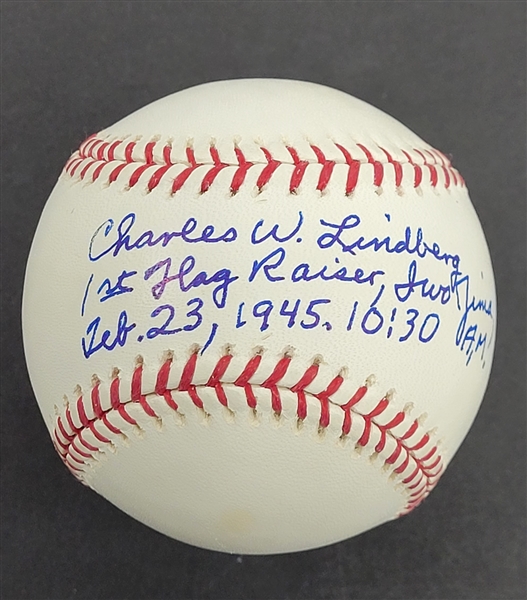 Charles W. Lindberg
1st Flag Raiser, Iwo Jima
Feb. 23, 1945. 10:30 A.M.